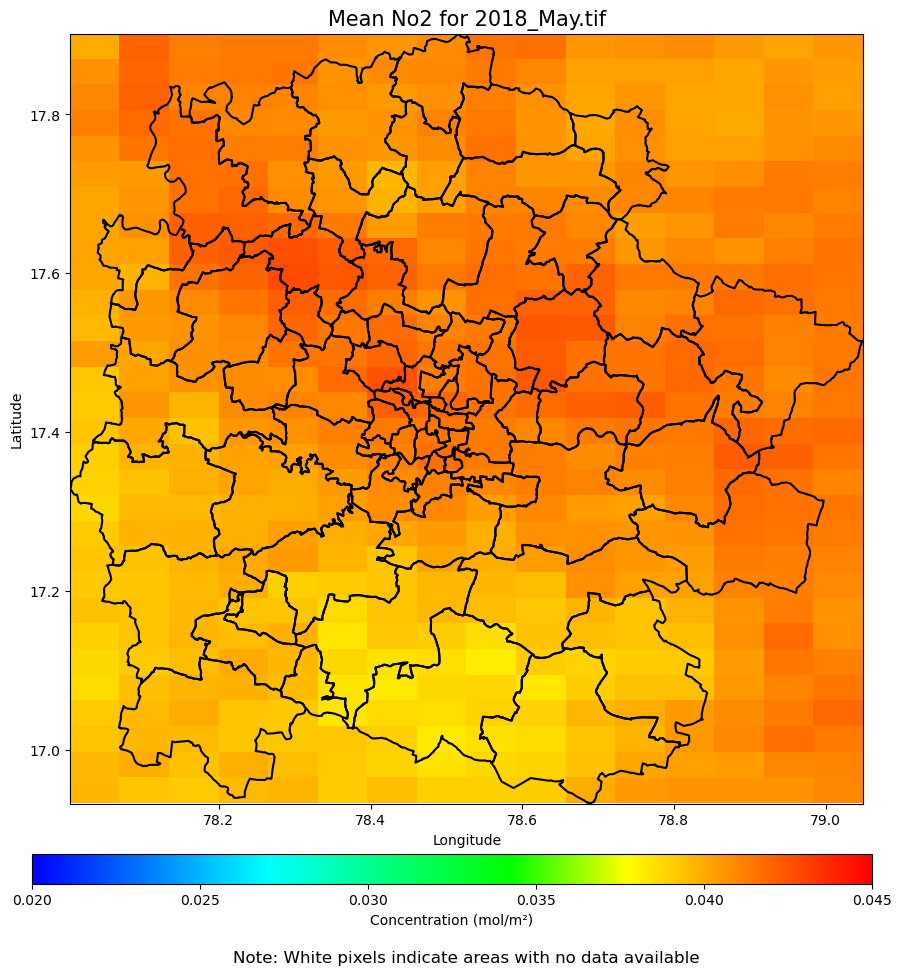 Mean No2 for 2018_May.tif
17.8
17.6
17.4
17.2
17.0
Latitude
78.2 78.4 78.6 78.8 79.0
Longitude
0.020 0.025 0.030 0.035 0.040 0.045
Concentration (mol/m²)
Note: White pixels indicate areas with no data available